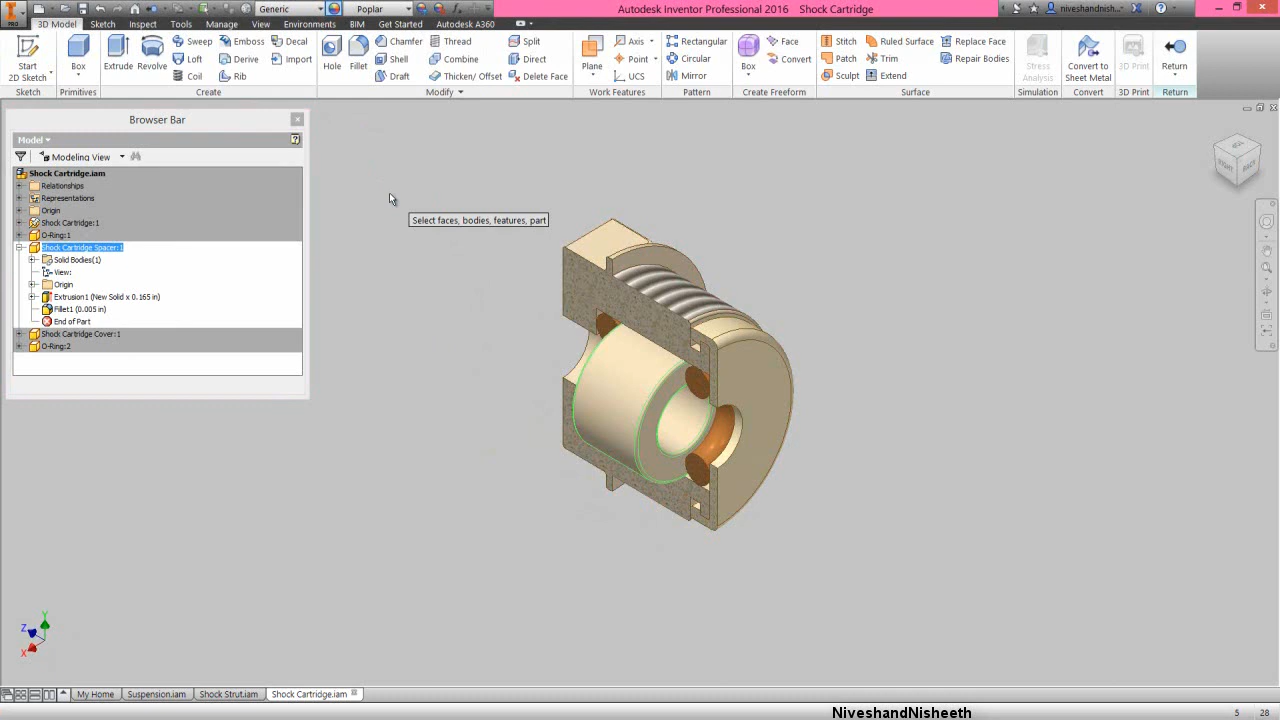 Generic
Poplar
Autodesk Inventor Professional 2016 Shock Cartridge
niveshandnish...
PRO
3D Model Sketch Inspect Tools Manage View Environments BIM Get Started Autodesk A360
Start
2D Sketch
Box
Extrude
Revolve
Sweep
Loft
Coil
Emboss
Derive
Rib
Decal
Import
Hole
Fillet
Chamfer
Shell
Draft
Thread
Combine
Thicken/ Offset
Split
Direct
Delete Face
Plane
Axis
Point
UCS
Rectangular
Circular
Mirror
Box
Face
Convert
Stitch
Patch
Sculpt
Ruled Surface
Trim
Extend
Replace Face
Repair Bodies
Stress
Analysis
Convert to
Sheet Metal
3D Print
Return
Sketch Primitives Create Modify Work Features Pattern Create Freeform Surface Simulation Convert 3D Print Return
Browser Bar
Model
Modeling View
Shock Cartridge.iam
Relationships
Representations
Origin
Shock Cartridge:1
O-Ring:1
Shock Cartridge Spacer:1
Solid Bodies(1)
View:
Origin
Extrusion1 (New Solid x 0.165 in)
Fillet1 (0.005 in)
End of Part
Shock Cartridge Cover:1
O-Ring:2
Select faces, bodies, features, part
RIGHT
BACK
Y
Z
X
My Home Suspension.iam Shock Strut.iam Shock Cartridge.iam
NiveshandNisheeth
5 28